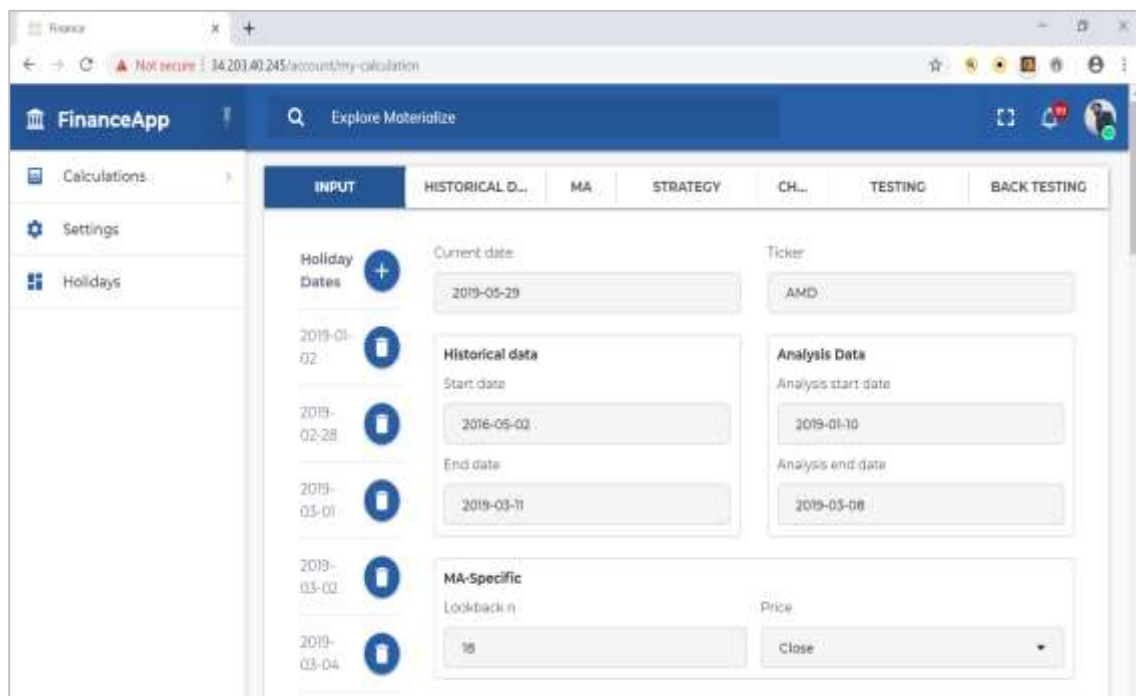 Finance
Not secure | 34.203.40.245/account/my-calculation
FinanceApp
Explore Materialize
Calculations
Settings
Holidays
INPUT
HISTORICAL D...
MA
STRATEGY
CH...
TESTING
BACK TESTING
Holiday
Dates
2019-01-
02
2019-
02-28
2019-
03-01
2019-
03-02
2019-
03-04
Current date
2019-05-29
Ticker
AMD
Historical data
Start date
2016-05-02
End date
2019-03-11
Analysis Data
Analysis start date
2019-01-10
Analysis end date
2019-03-08
MA-Specific
Lookback n
18
Price
Close